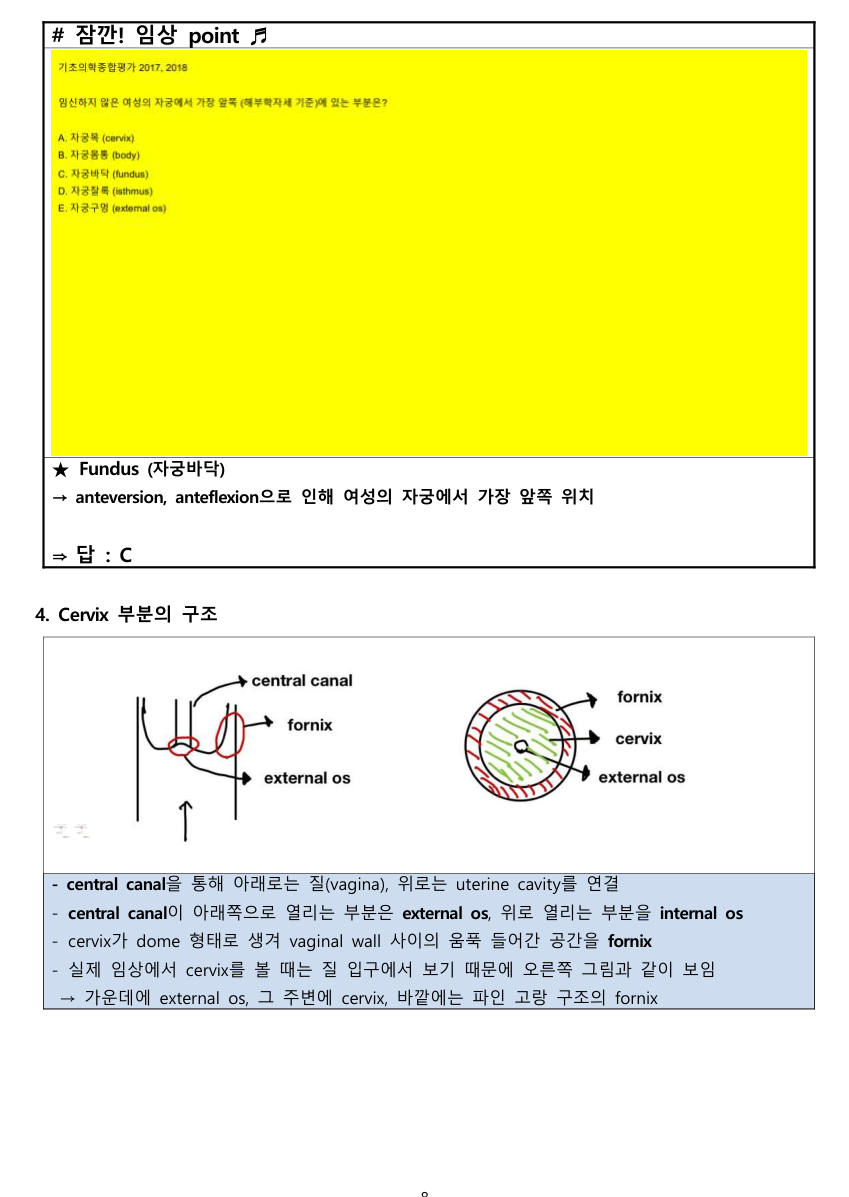 # 잠깐! 임상 point ♬
기초의학종합평가 2017, 2018
임신하지 않은 여성의 자궁에서 가장 앞쪽 (해부학자세 기준)에 있는 부분은?
A. 자궁목 (cervix)
B. 자궁몸통 (body)
C. 자궁바닥 (fundus)
D. 자궁잘록 (isthmus)
E. 자궁구멍 (external os)
★ Fundus (자궁바닥)
→ anteversion, anteflexion으로 인해 여성의 자궁에서 가장 앞쪽 위치
⇒ 답 : C
4. Cervix 부분의 구조
central canal
fornix
external os
fornix
cervix
external os
- central canal을 통해 아래로는 질(vagina), 위로는 uterine cavity를 연결
- central canal이 아래쪽으로 열리는 부분은 external os, 위로 열리는 부분을 internal os
- cervix가 dome 형태로 생겨 vaginal wall 사이의 움푹 들어간 공간을 fornix
- 실제 임상에서 cervix를 볼 때는 질 입구에서 보기 때문에 오른쪽 그림과 같이 보임
→ 가운데에 external os, 그 주변에 cervix, 바깥에는 파인 고랑 구조의 fornix